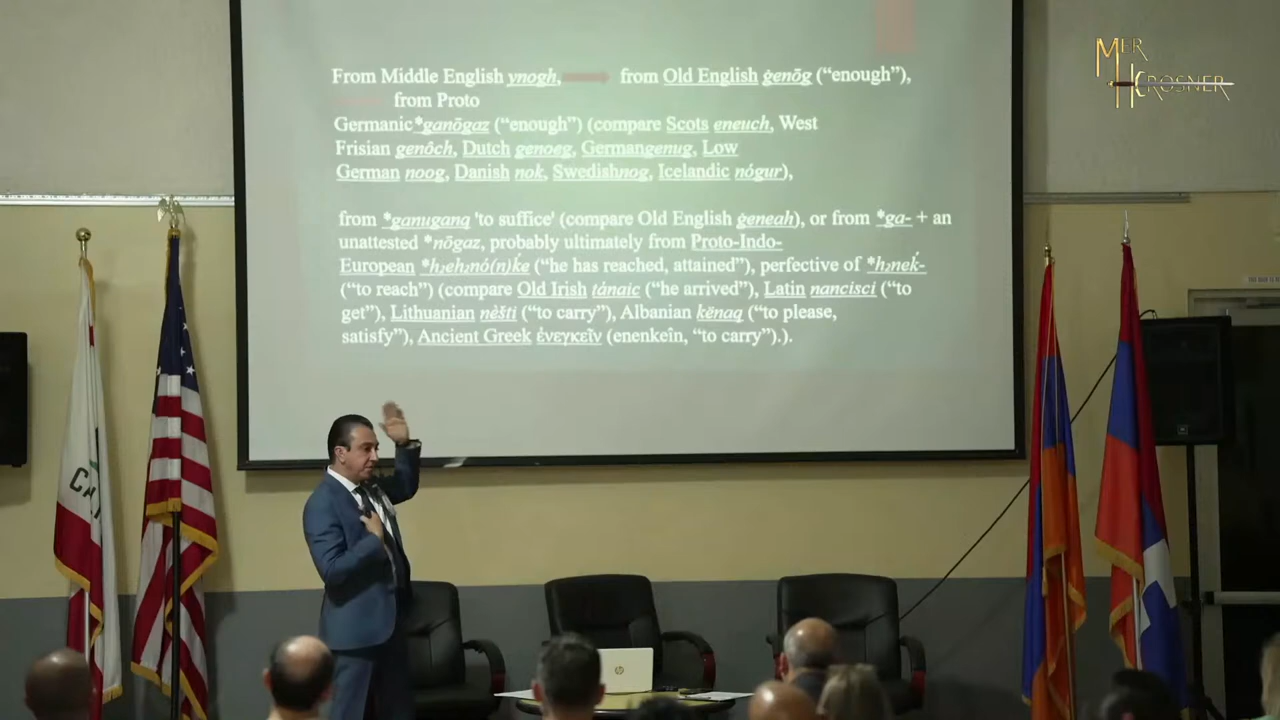 From Middle English ynogh, from Old English ġenōg (“enough”),
from Proto
Germanic *ganōgaz (“enough”) (compare Scots eneuch, West
Frisian genôch, Dutch genoeg, Germangenug, Low
German noog, Danish nok, Swedishnog, Icelandic nógur),
from *ganuganą 'to suffice' (compare Old English ġeneah), or from *ga- + an
unattested *nōgaz, probably ultimately from Proto-Indo-
European *h₂eh₂nó(n)ḱe (“he has reached, attained”), perfective of *h₂neḱ-
(“to reach”) (compare Old Irish tánaic (“he arrived”), Latin nancisci (“to
get”), Lithuanian nèšti (“to carry”), Albanian kënaq (“to please,
satisfy”), Ancient Greek ἐνεγκεῖν (enenkeîn, “to carry”).).
MER
HEROSNER
hp